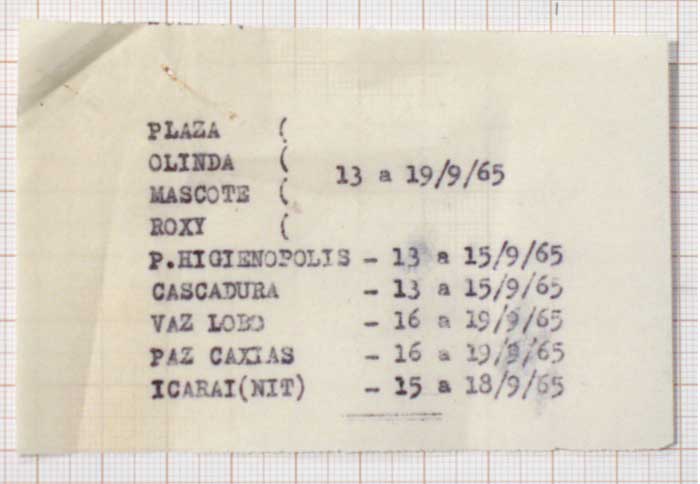 PLAZA (
OLINDA (
13 a 19/9/65
MASCOTE (
ROXY (
P.HIGIENOPOLIS - 13 a 15/9/65
CASCADURA - 13 a 15/9/65
VAZ LOBO - 16 a 19/9/65
PAZ CAXIAS - 16 a 19/9/65
ICARAI(NIT) - 15 a 18/9/65